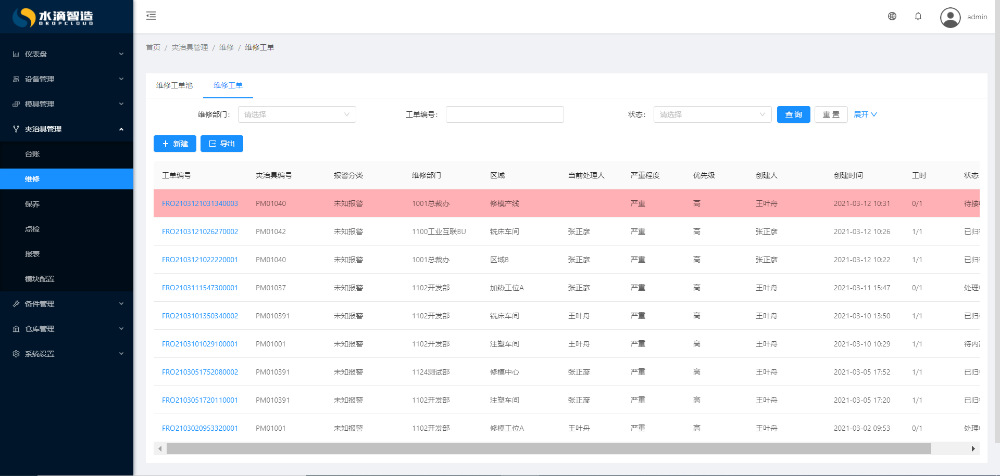 水滴智造
DROPCLOUD
admin
仪表盘
设备管理
模具管理
夹治具管理
台账
维修
保养
点检
报表
模块配置
备件管理
仓库管理
系统设置
首页 / 夹治具管理 / 维修 / 维修工单
维修工单池 维修工单
维修部门: 请选择 工单编号: 状态: 请选择 查询 重置 展开
新建 导出
工单编号 夹治具编号 报警分类 维修部门 区域 当前处理人 严重程度 优先级 创建人 创建时间 工时 状态
FRO2103121031340003 PM01040 未知报警 1001总裁办 修模产线 严重 高 王叶舟 2021-03-12 10:31 0/1 待接
FRO2103121026270002 PM01042 未知报警 1100工业互联BU 铣床车间 张正彦 严重 高 张正彦 2021-03-12 10:26 1/1 已归
FRO2103121022220001 PM01040 未知报警 1001总裁办 区域B 张正彦 严重 高 张正彦 2021-03-12 10:22 1/1 已归
FRO2103111547300001 PM01037 未知报警 1102开发部 加热工位A 张正彦 严重 高 王叶舟 2021-03-11 15:47 0/1 处理
FRO2103101350340002 PM010391 未知报警 1102开发部 铣床车间 王叶舟 严重 高 王叶舟 2021-03-10 13:50 1/1 已归
FRO2103101029100001 PM01001 未知报警 1102开发部 注塑车间 王叶舟 严重 高 王叶舟 2021-03-10 10:29 1/1 待内
FRO2103051752080002 PM010391 未知报警 1124测试部 修模中心 张正彦 严重 高 王叶舟 2021-03-05 17:52 1/1 已归
FRO2103051720110001 PM010391 未知报警 1102开发部 注塑车间 张正彦 严重 高 王叶舟 2021-03-05 17:20 1/1 已归
FRO2103020953320001 PM01001 未知报警 1102开发部 修模工位A 王叶舟 严重 高 王叶舟 2021-03-02 09:53 0/1 处理